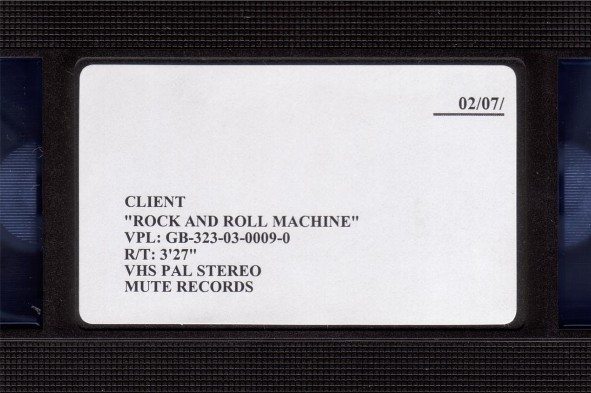 02/07/
CLIENT
"ROCK AND ROLL MACHINE"
VPL: GB-323-03-0009-0
R/T: 3'27"
VHS PAL STEREO
MUTE RECORDS